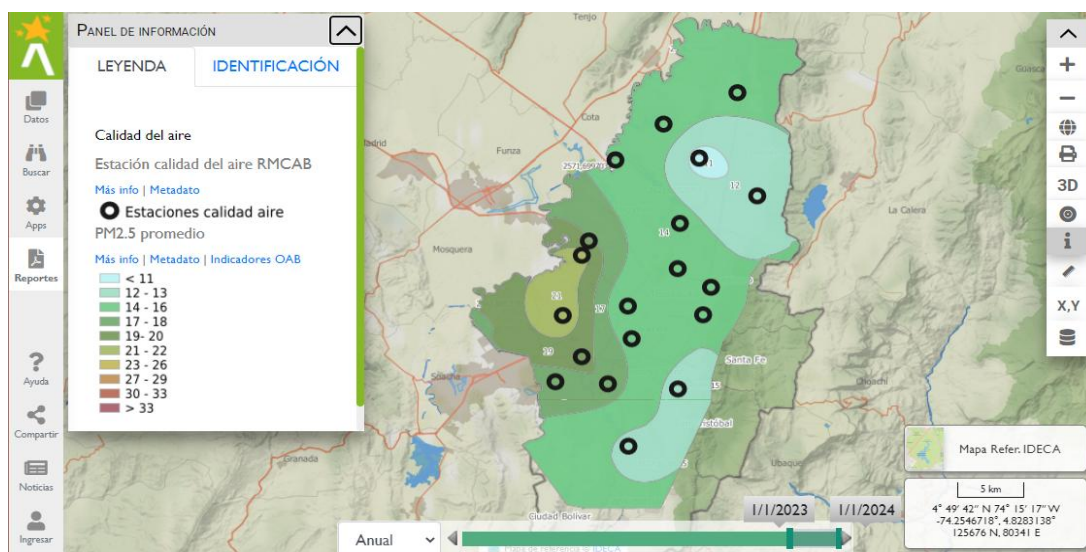 Datos
Buscar
Apps
Reportes
Ayuda
Compartir
Noticias
Ingresar
PANEL DE INFORMACIÓN
LEYENDA
IDENTIFICACIÓN
Calidad del aire
Estación calidad del aire RMCAB
Más info | Metadato
Estaciones calidad aire
PM2.5 promedio
Más info | Metadato | Indicadores OAB
< 11
12 - 13
14 - 16
17 - 18
19- 20
21 - 22
23 - 26
27 - 29
30 - 33
> 33
Tenjo
Cota
Funza
Madrid
Mosquera
Soacha
Granada
Guasca
La Calera
Santa Fe
Choachí
Ubaque
Ciudad Bolívar
12
14
17
21
19
15
3D
X,Y
Mapa Refer. IDECA
5 km
4° 49' 42" N 74° 15' 17" W
-74.2546718°, 4.8283138°
125676 N, 80341 E
1/1/2023
1/1/2024
Anual